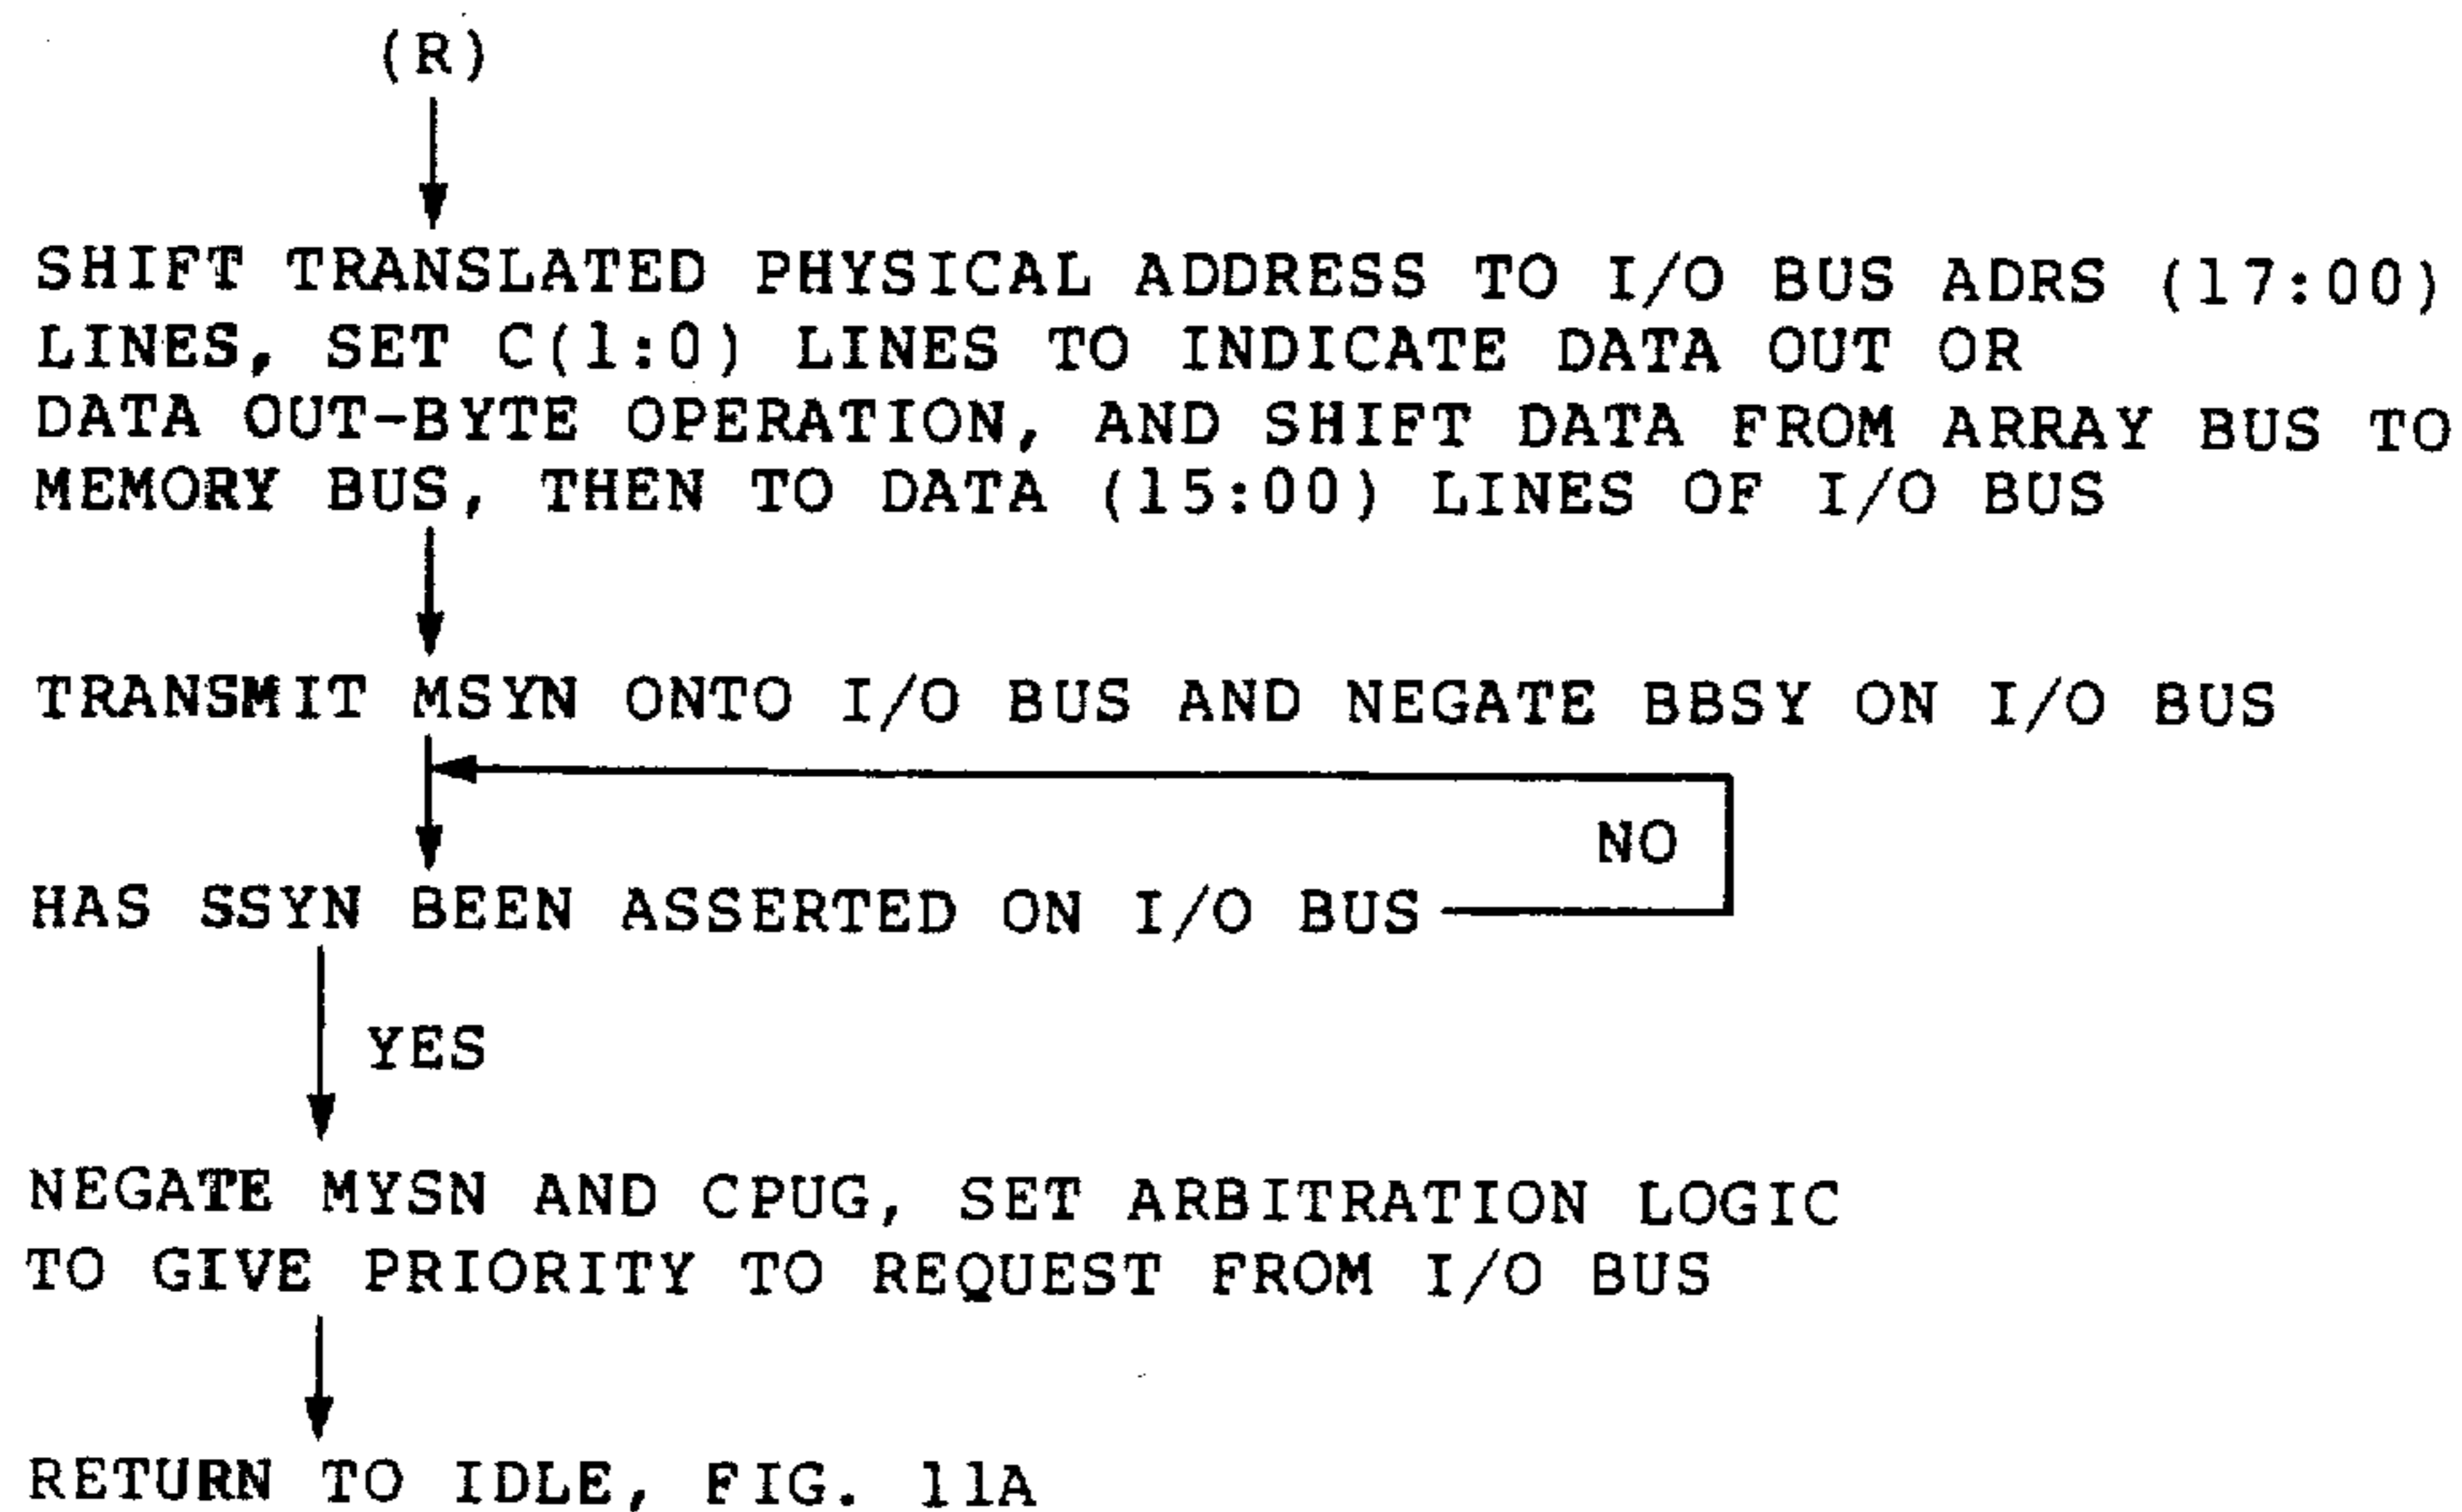 (R)
SHIFT TRANSLATED PHYSICAL ADDRESS TO I/O BUS ADRS (17:00)
LINES, SET C(1:0) LINES TO INDICATE DATA OUT OR
DATA OUT-BYTE OPERATION, AND SHIFT DATA FROM ARRAY BUS TO
MEMORY BUS, THEN TO DATA (15:00) LINES OF I/O BUS
TRANSMIT MSYN ONTO I/O BUS AND NEGATE BBSY ON I/O BUS
NO
HAS SSYN BEEN ASSERTED ON I/O BUS
YES
NEGATE MYSN AND CPUG, SET ARBITRATION LOGIC
TO GIVE PRIORITY TO REQUEST FROM I/O BUS
RETURN TO IDLE, FIG. 11A